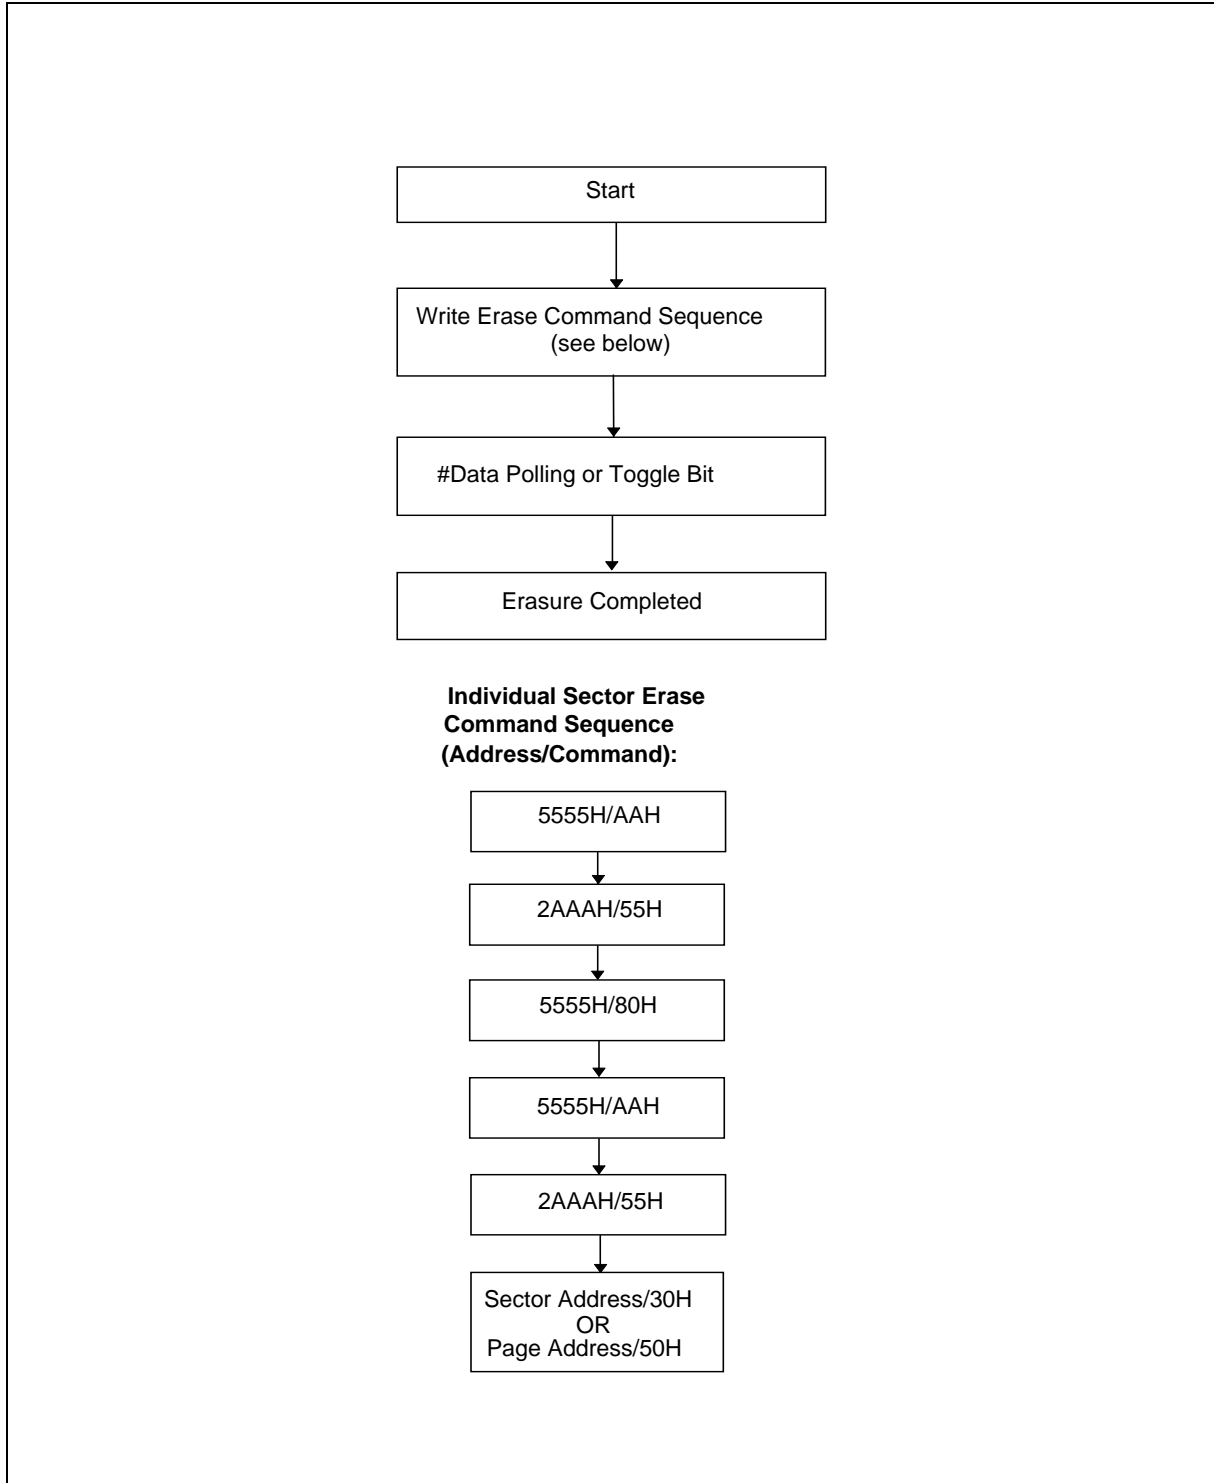 Start
Write Erase Command Sequence
(see below)
#Data Polling or Toggle Bit
Erasure Completed
Individual Sector Erase
Command Sequence
(Address/Command):
5555H/AAH
2AAAH/55H
5555H/80H
5555H/AAH
2AAAH/55H
Sector Address/30H
OR
Page Address/50H